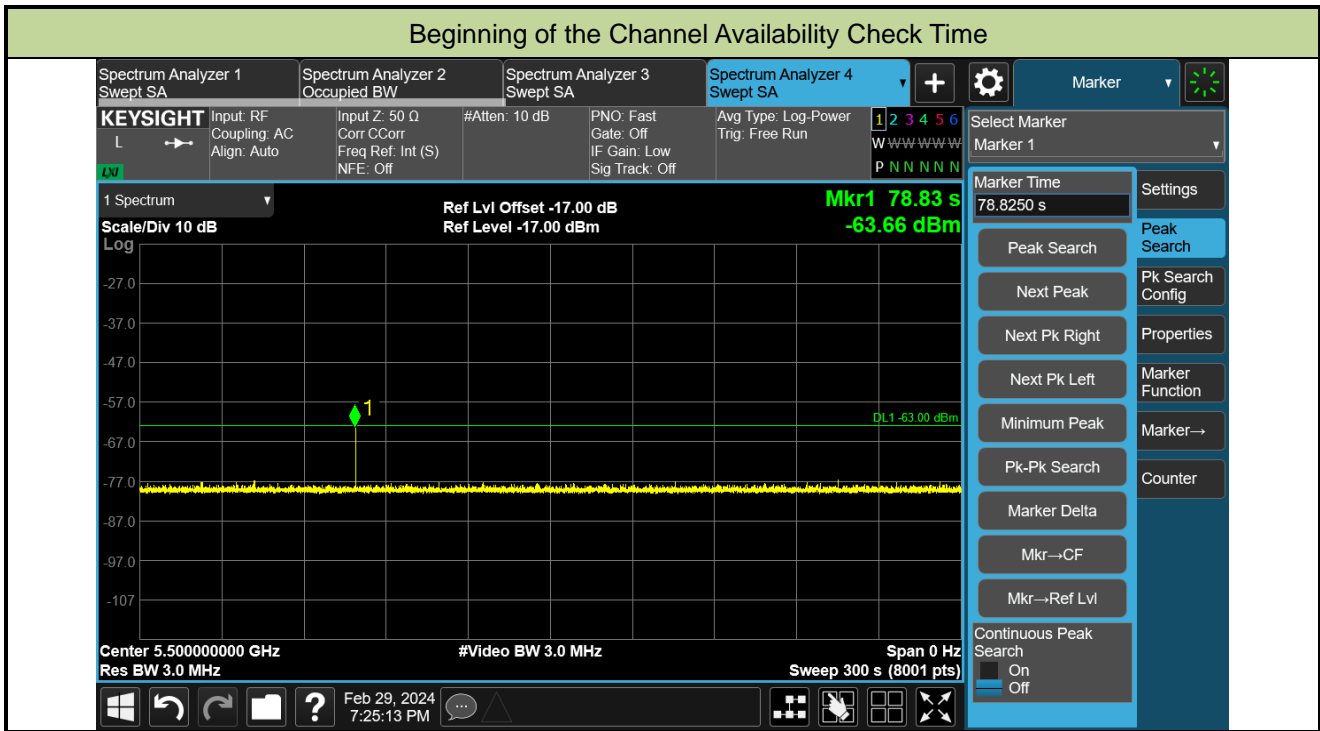 Beginning of the Channel Availability Check Time
Spectrum Analyzer 1
Swept SA
Spectrum Analyzer 2
Occupied BW
Spectrum Analyzer 3
Swept SA
Spectrum Analyzer 4
Swept SA
Marker
KEYSIGHT
L
LXI
Input: RF
Coupling: AC
Align: Auto
Input Z: 50 Ω
Corr CCorr
Freq Ref: Int (S)
NFE: Off
#Atten: 10 dB
PNO: Fast
Gate: Off
IF Gain: Low
Sig Track: Off
Avg Type: Log-Power
Trig: Free Run
1 2 3 4 5 6
W W W W W W
P N N N N N
Select Marker
Marker 1
1 Spectrum
Scale/Div 10 dB
Log
Ref Lvl Offset -17.00 dB
Ref Level -17.00 dBm
Mkr1 78.83 s
-63.66 dBm
-27.0
-37.0
-47.0
-57.0
-67.0
-77.0
-87.0
-97.0
-107
1
DL1 -63.00 dBm
Center 5.500000000 GHz
Res BW 3.0 MHz
#Video BW 3.0 MHz
Span 0 Hz
Sweep 300 s (8001 pts)
Marker Time
78.8250 s
Peak Search
Next Peak
Next Pk Right
Next Pk Left
Minimum Peak
Pk-Pk Search
Marker Delta
Mkr→CF
Mkr→Ref Lvl
Continuous Peak
Search
On
Off
Settings
Peak
Search
Pk Search
Config
Properties
Marker
Function
Marker→
Counter
?
Feb 29, 2024
7:25:13 PM